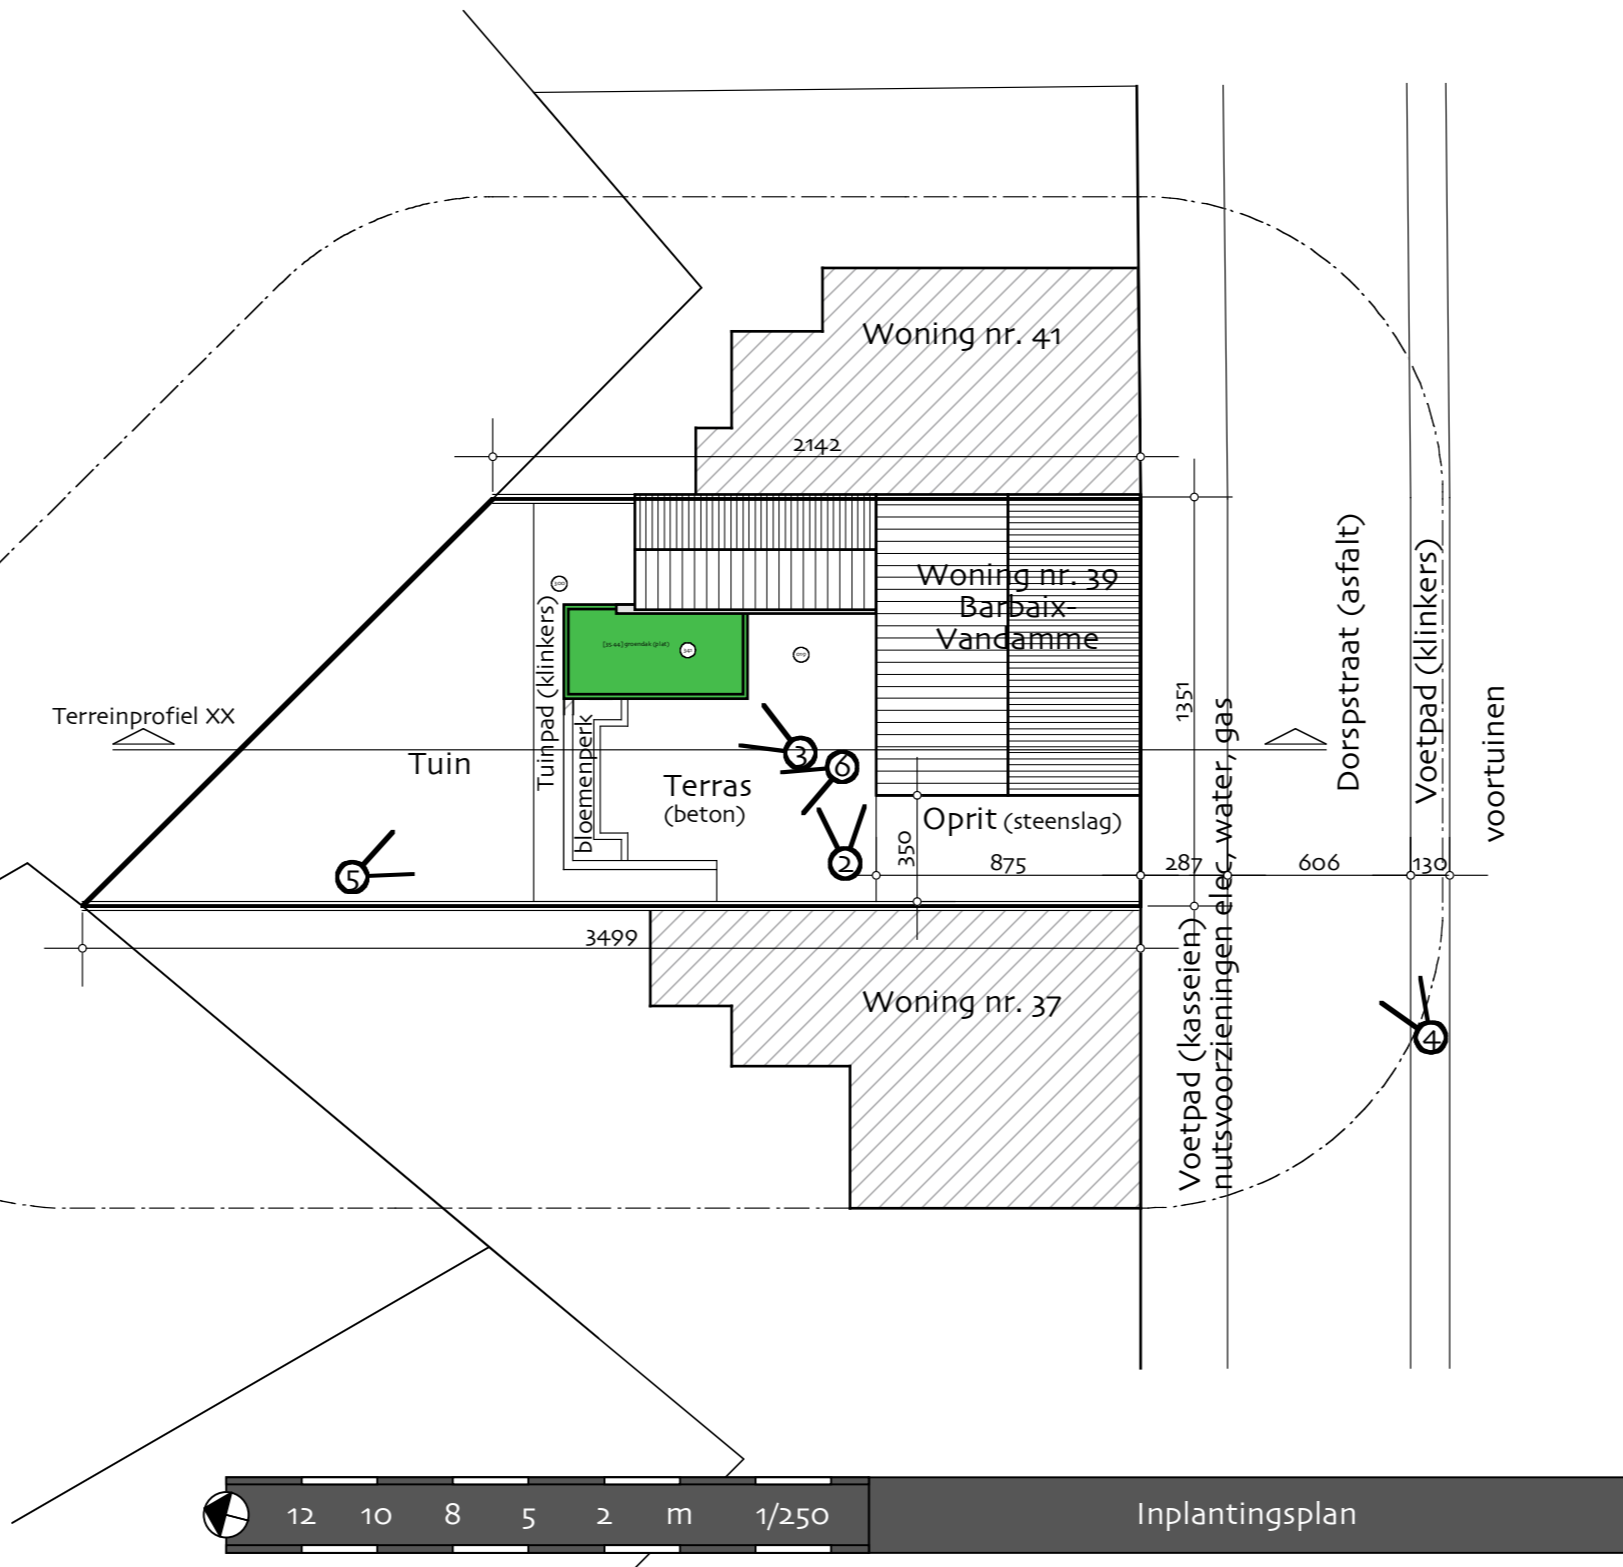 Woning nr. 41
2142
Woning nr. 39
Barbaix-
Vandamme
Tuinpad (klinkers)
Terreinprofiel XX
Tuin
bloemenperk
Terras
(beton)
3
6
2
5
4
Oprit (steenslag)
350
875
287
606
130
1351
3499
Woning nr. 37
Voetpad (kasseien)
nutsvoorzieningen elec, water, gas
Dorspstraat (asfalt)
Voetpad (klinkers)
voortuinen
12 10 8 5 2 m 1/250
Inplantingsplan